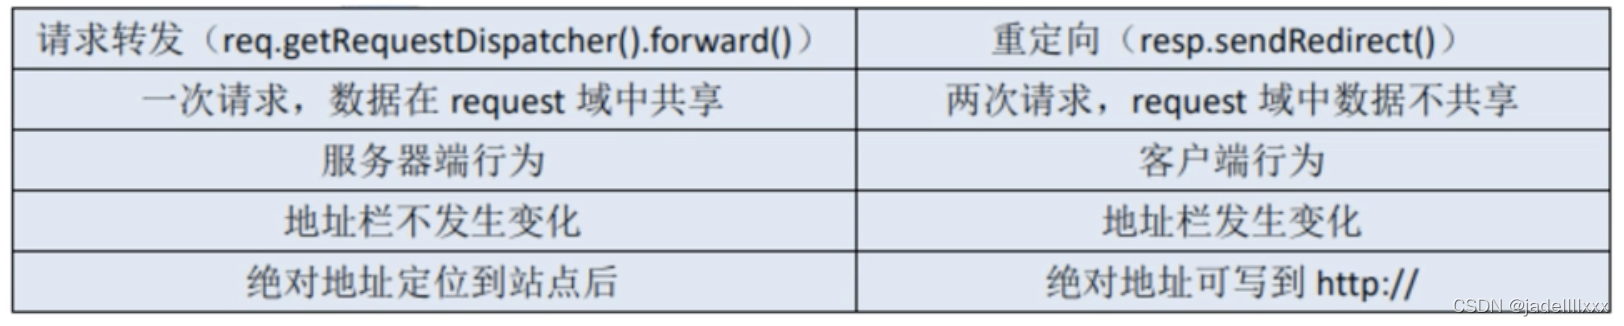 请求转发（req.getRequestDispatcher().forward()） 重定向（resp.sendRedirect()）
一次请求，数据在 request 域中共享 两次请求，request 域中数据不共享
服务器端行为 客户端行为
地址栏不发生变化 地址栏发生变化
绝对地址定位到站点后 绝对地址可写到 http://
CSDN @jadellllxxx